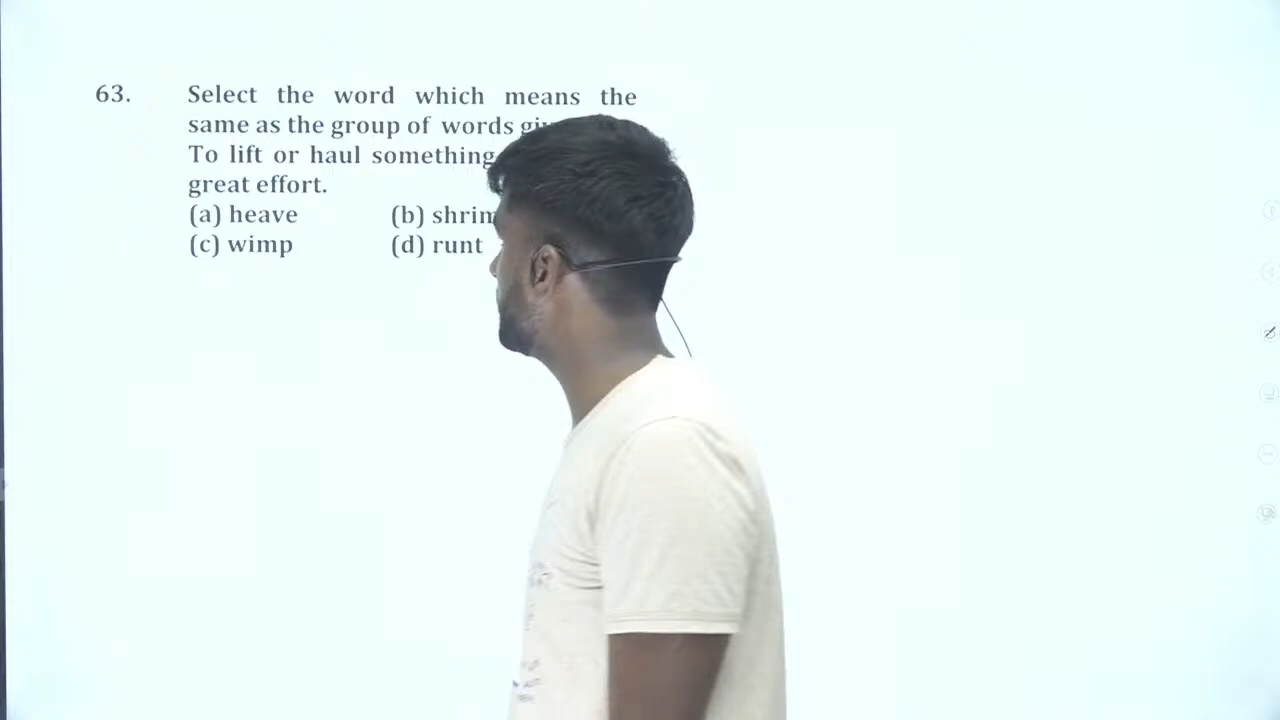 63. Select the word which means the
same as the group of words
To lift or haul something
great effort.
(a) heave (b)
(c) wimp (d) runt